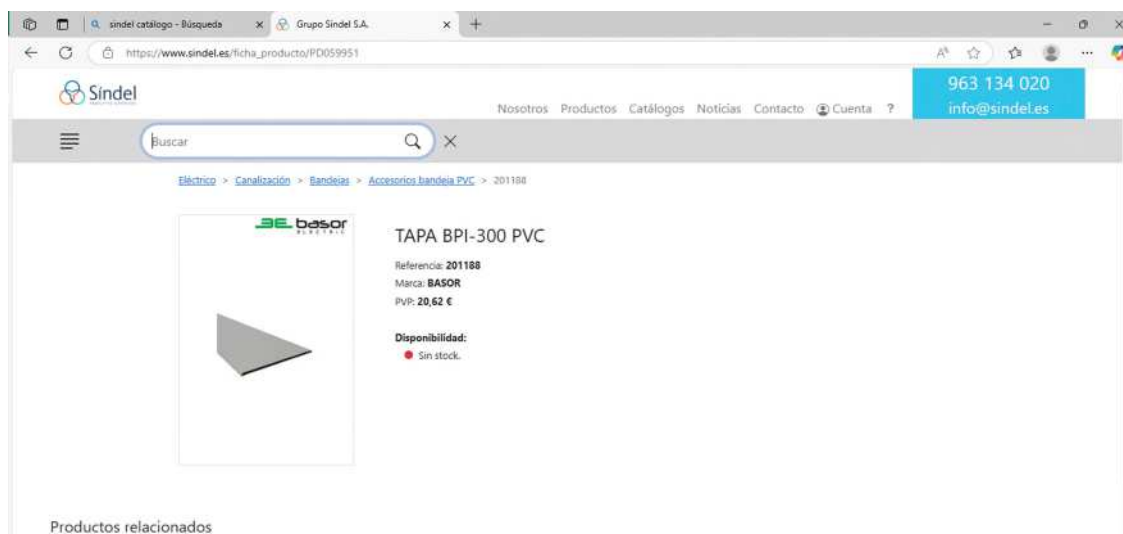 sindel catálogo - Búsqueda
Grupo Sindel S.A.
https://www.sindel.es/ficha_producto/PD059951
Síndel
Nosotros Productos Catálogos Noticias Contacto Cuenta ?
963 134 020
info@sindel.es
Buscar
Eléctrico > Canalización > Bandejas > Accesorios bandeja PVC > 201188
basor
ELECTRIC
TAPA BPI-300 PVC
Referencia: 201188
Marca: BASOR
PVP: 20,62 €
Disponibilidad:
Sin stock.
Productos relacionados